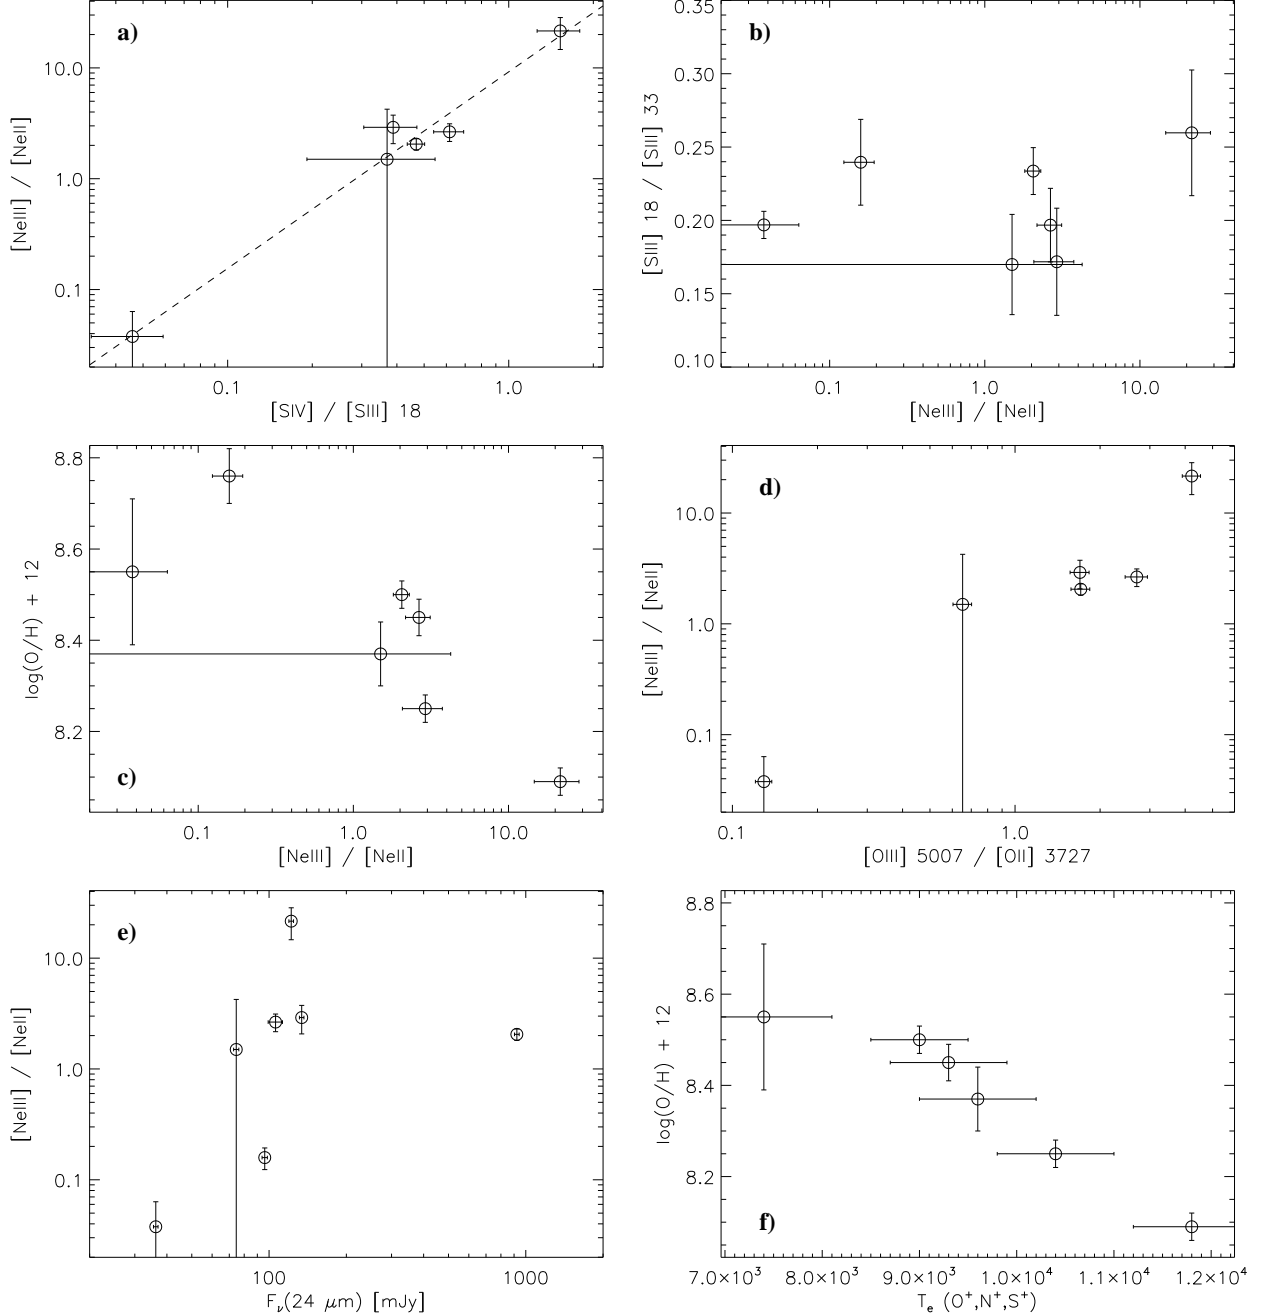 a)
10.0
1.0
0.1
[NeIII] / [NeII]
0.1 1.0
[SIV] / [SIII] 18
b)
0.35
0.30
0.25
0.20
0.15
0.10
[SIII] 18 / [SIII] 33
0.1 1.0 10.0
[NeIII] / [NeII]
c)
8.8
8.6
8.4
8.2
log(O/H) + 12
0.1 1.0 10.0
[NeIII] / [NeII]
d)
10.0
1.0
0.1
[NeIII] / [NeII]
0.1 1.0
[OIII] 5007 / [OII] 3727
e)
10.0
1.0
0.1
[NeIII] / [NeII]
100 1000
Fν(24 μm) [mJy]
f)
8.8
8.6
8.4
8.2
log(O/H) + 12
7.0×10³ 8.0×10³ 9.0×10³ 1.0×10⁴ 1.1×10⁴ 1.2×10⁴
Tₑ (O⁺,N⁺,S⁺)